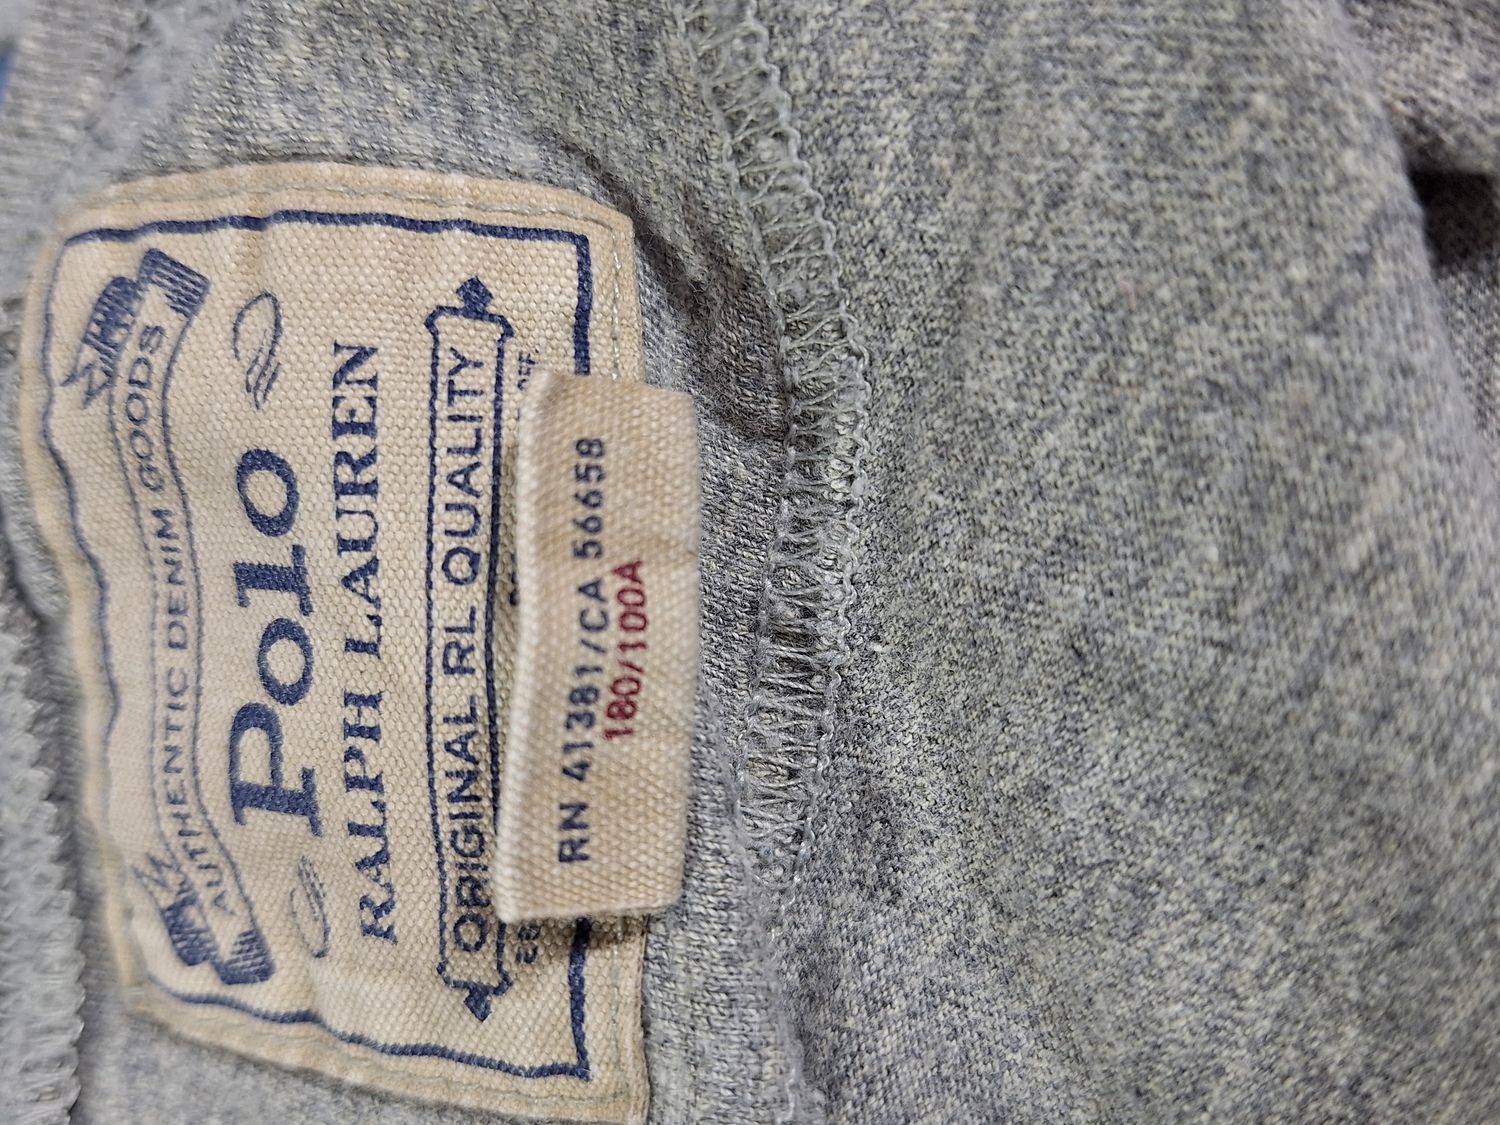 AUTHENTIC DENIM GOODS
Polo
RALPH LAUREN
ORIGINAL RL QUALITY
RN 41381/CA 56658
180/100A